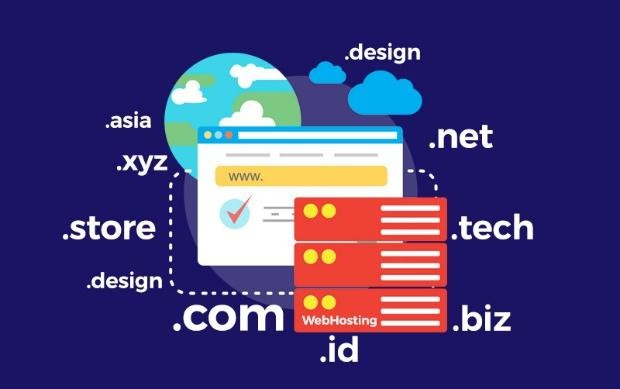 .design
.asia
.net
.xyz
www.
.store
.tech
.design
.com
WebHosting
.biz
.id